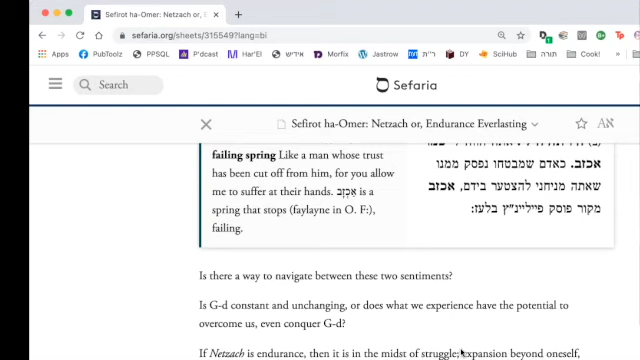 Sefirot ha-Omer: Netzach or, E
sefaria.org/sheets/315549?lang=bi
Apps PubToolz PPSQL P'dcast Har'El אידיש Morfix Jastrow DD ר"ת SciHub תורה Cook!
Search
Sefaria
Sefirot ha-Omer: Netzach or, Endurance Everlasting
failing spring Like a man whose trust
has been cut off from him, for you allow
me to suffer at their hands. אַכְזָב is a
spring that stops (faylayne in O. F:),
failing.
אכזב. כאדם שמבטחו נפסק ממנו
שאתה מניחני להצטער בידם, אכזב
מקור פוסק פייליינ"ץ בלעז:
Is there a way to navigate between these two sentiments?
Is G-d constant and unchanging, or does what we experience have the potential to
overcome us, even conquer G-d?
If Netzach is endurance, then it is in the midst of struggle; expansion beyond oneself,